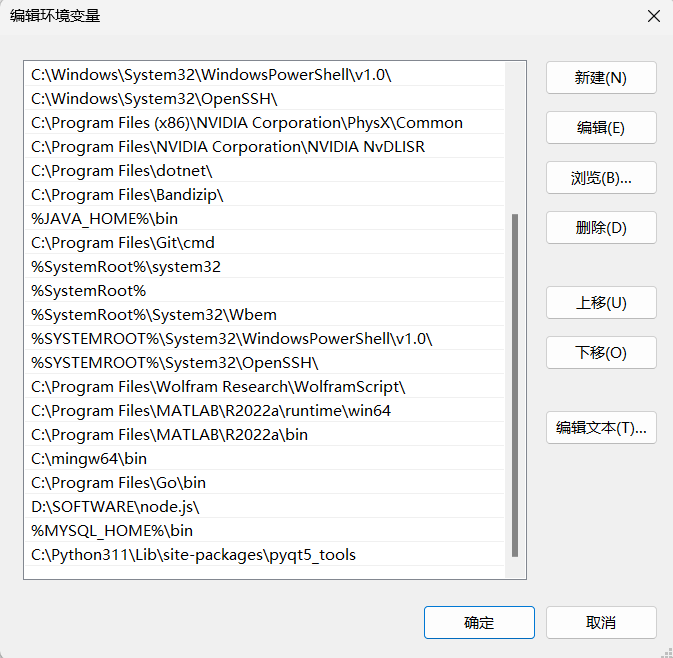 编辑环境变量
C:\Windows\System32\WindowsPowerShell\v1.0\
C:\Windows\System32\OpenSSH\
C:\Program Files (x86)\NVIDIA Corporation\PhysX\Common
C:\Program Files\NVIDIA Corporation\NVIDIA NvDLISR
C:\Program Files\dotnet\
C:\Program Files\Bandizip\
%JAVA_HOME%\bin
C:\Program Files\Git\cmd
%SystemRoot%\system32
%SystemRoot%
%SystemRoot%\System32\Wbem
%SYSTEMROOT%\System32\WindowsPowerShell\v1.0\
%SYSTEMROOT%\System32\OpenSSH\
C:\Program Files\Wolfram Research\WolframScript\
C:\Program Files\MATLAB\R2022a\runtime\win64
C:\Program Files\MATLAB\R2022a\bin
C:\mingw64\bin
C:\Program Files\Go\bin
D:\SOFTWARE\node.js\
%MYSQL_HOME%\bin
C:\Python311\Lib\site-packages\pyqt5_tools
新建(N)
编辑(E)
浏览(B)...
删除(D)
上移(U)
下移(O)
编辑文本(T)...
确定
取消